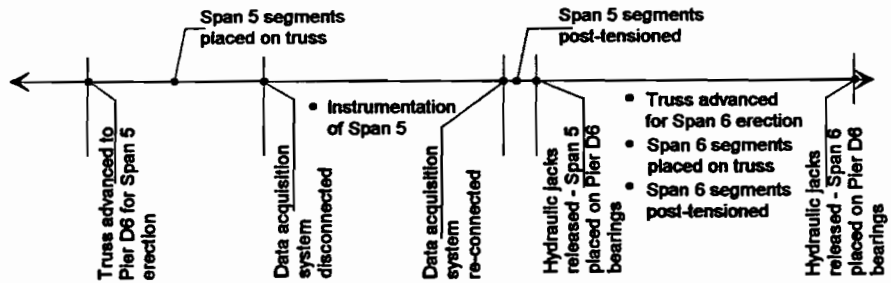 Span 5 segments
placed on truss
Span 5 segments
post-tensioned
Truss advanced to
Pier D6 for Span 5
erection
Data acquisition
system
disconnected
• Instrumentation
of Span 5
Data acquisition
system
re-connected
Hydraulic jacks
released - Span 5
placed on Pier D6
bearings
• Truss advanced
for Span 6 erection
• Span 6 segments
placed on truss
• Span 6 segments
post-tensioned
Hydraulic jacks
released - Span 6
placed on Pier D6
bearings